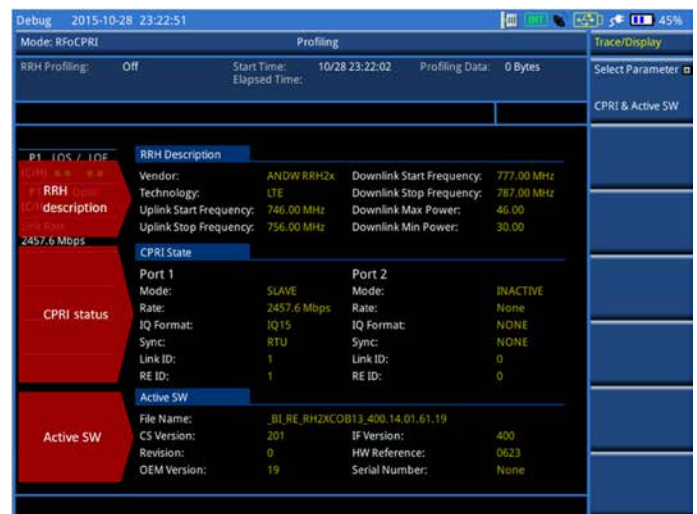 Debug 2015-10-28 23:22:51 INT 45%
Mode: RFoCPRI Profiling Trace/Display
RRH Profiling: Off Start Time: 10/28 23:22:02 Profiling Data: 0 Bytes
Elapsed Time:
Select Parameter
CPRI & Active SW
P1 LOS / LOF
RRH description
2457.6 Mbps
RRH Description
Vendor: ANDW RRH2x Downlink Start Frequency: 777.00 MHz
Technology: LTE Downlink Stop Frequency: 787.00 MHz
Uplink Start Frequency: 746.00 MHz Downlink Max Power: 46.00
Uplink Stop Frequency: 756.00 MHz Downlink Min Power: 30.00
CPRI status
CPRI State
Port 1 Port 2
Mode: SLAVE Mode: INACTIVE
Rate: 2457.6 Mbps Rate: None
IQ Format: IQ15 IQ Format: NONE
Sync: RTU Sync: NONE
Link ID: 1 Link ID: 0
RE ID: 1 RE ID: 0
Active SW
Active SW
File Name: _BI_RE_RH2XCOB13_400.14.01.61.19
CS Version: 201 IF Version: 400
Revision: 0 HW Reference: 0623
OEM Version: 19 Serial Number: None